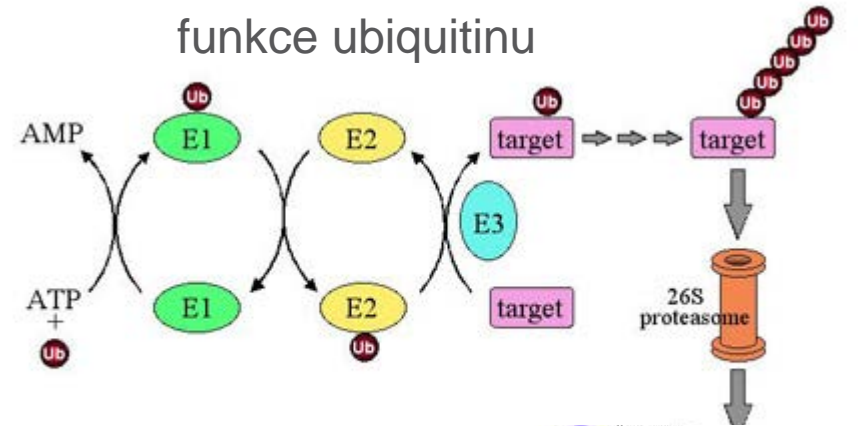 funkce ubiquitinu
Ub
Ub
Ub
Ub
Ub
Ub
Ub
AMP
E1
E2
target
target
E3
ATP
+
Ub
E1
E2
Ub
target
26S
proteasome